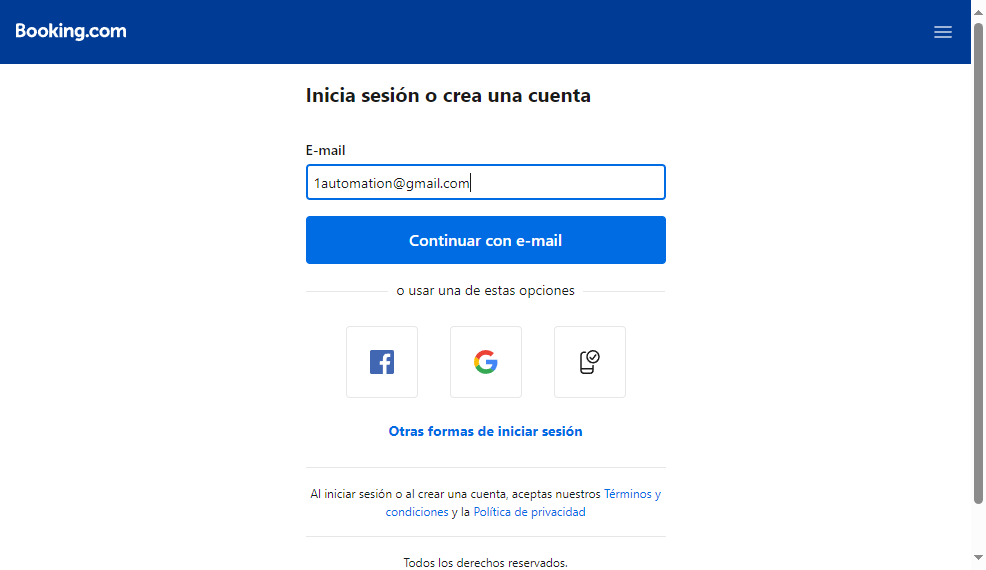 Booking.com
Inicia sesión o crea una cuenta
E-mail
1automation@gmail.com
Continuar con e-mail
o usar una de estas opciones
Otras formas de iniciar sesión
Al iniciar sesión o al crear una cuenta, aceptas nuestros Términos y
condiciones y la Política de privacidad
Todos los derechos reservados.